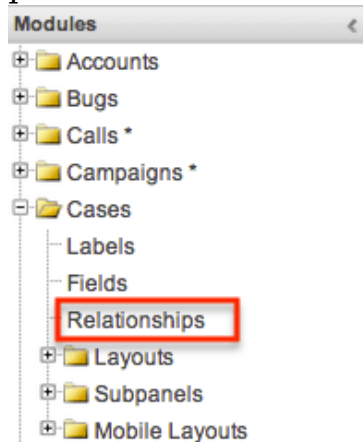 Modules
Accounts
Bugs
Calls *
Campaigns *
Cases
Labels
Fields
Relationships
Layouts
Subpanels
Mobile Layouts